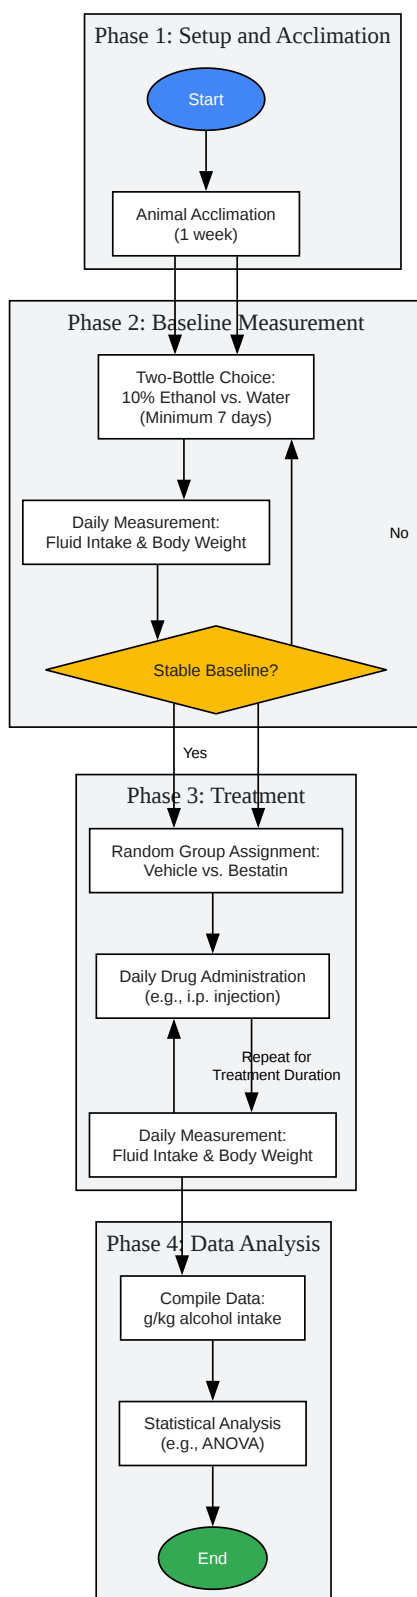 Phase 1: Setup and Acclimation
Start
Animal Acclimation
(1 week)
Phase 2: Baseline Measurement
Two-Bottle Choice:
10% Ethanol vs. Water
(Minimum 7 days)
Daily Measurement:
Fluid Intake & Body Weight
No
Stable Baseline?
Yes
Phase 3: Treatment
Random Group Assignment:
Vehicle vs. Bestatin
Daily Drug Administration
(e.g., i.p. injection)
Repeat for
Treatment Duration
Daily Measurement:
Fluid Intake & Body Weight
Phase 4: Data Analysis
Compile Data:
g/kg alcohol intake
Statistical Analysis
(e.g., ANOVA)
End